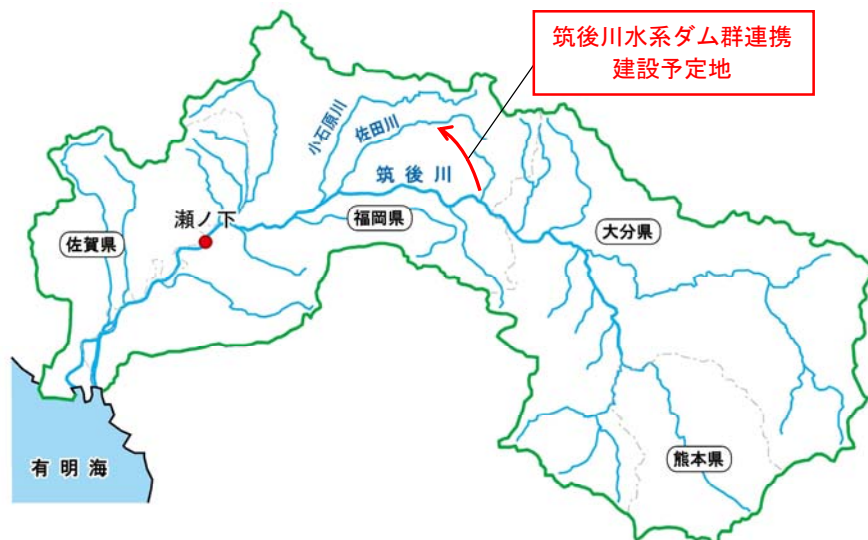 筑後川水系ダム群連携
建設予定地
小石原川
佐田川
筑後川
瀬ノ下
福岡県
佐賀県
大分県
熊本県
有明海